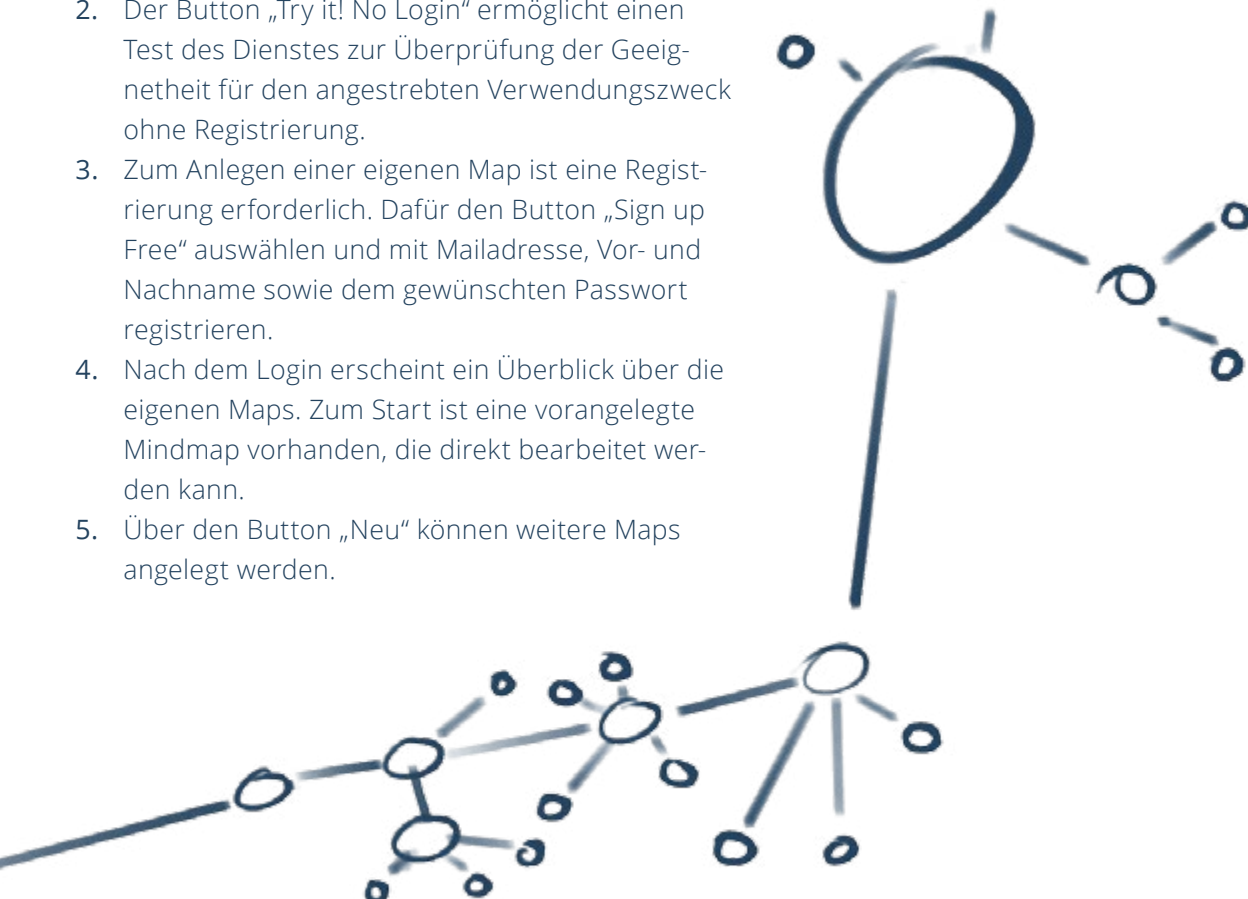 2. Der Button „Try it! No Login“ ermöglicht einen
Test des Dienstes zur Überprüfung der Geeig-
netheit für den angestrebten Verwendungszweck
ohne Registrierung.
3. Zum Anlegen einer eigenen Map ist eine Regist-
rierung erforderlich. Dafür den Button „Sign up
Free“ auswählen und mit Mailadresse, Vor- und
Nachname sowie dem gewünschten Passwort
registrieren.
4. Nach dem Login erscheint ein Überblick über die
eigenen Maps. Zum Start ist eine vorangelegte
Mindmap vorhanden, die direkt bearbeitet wer-
den kann.
5. Über den Button „Neu“ können weitere Maps
angelegt werden.